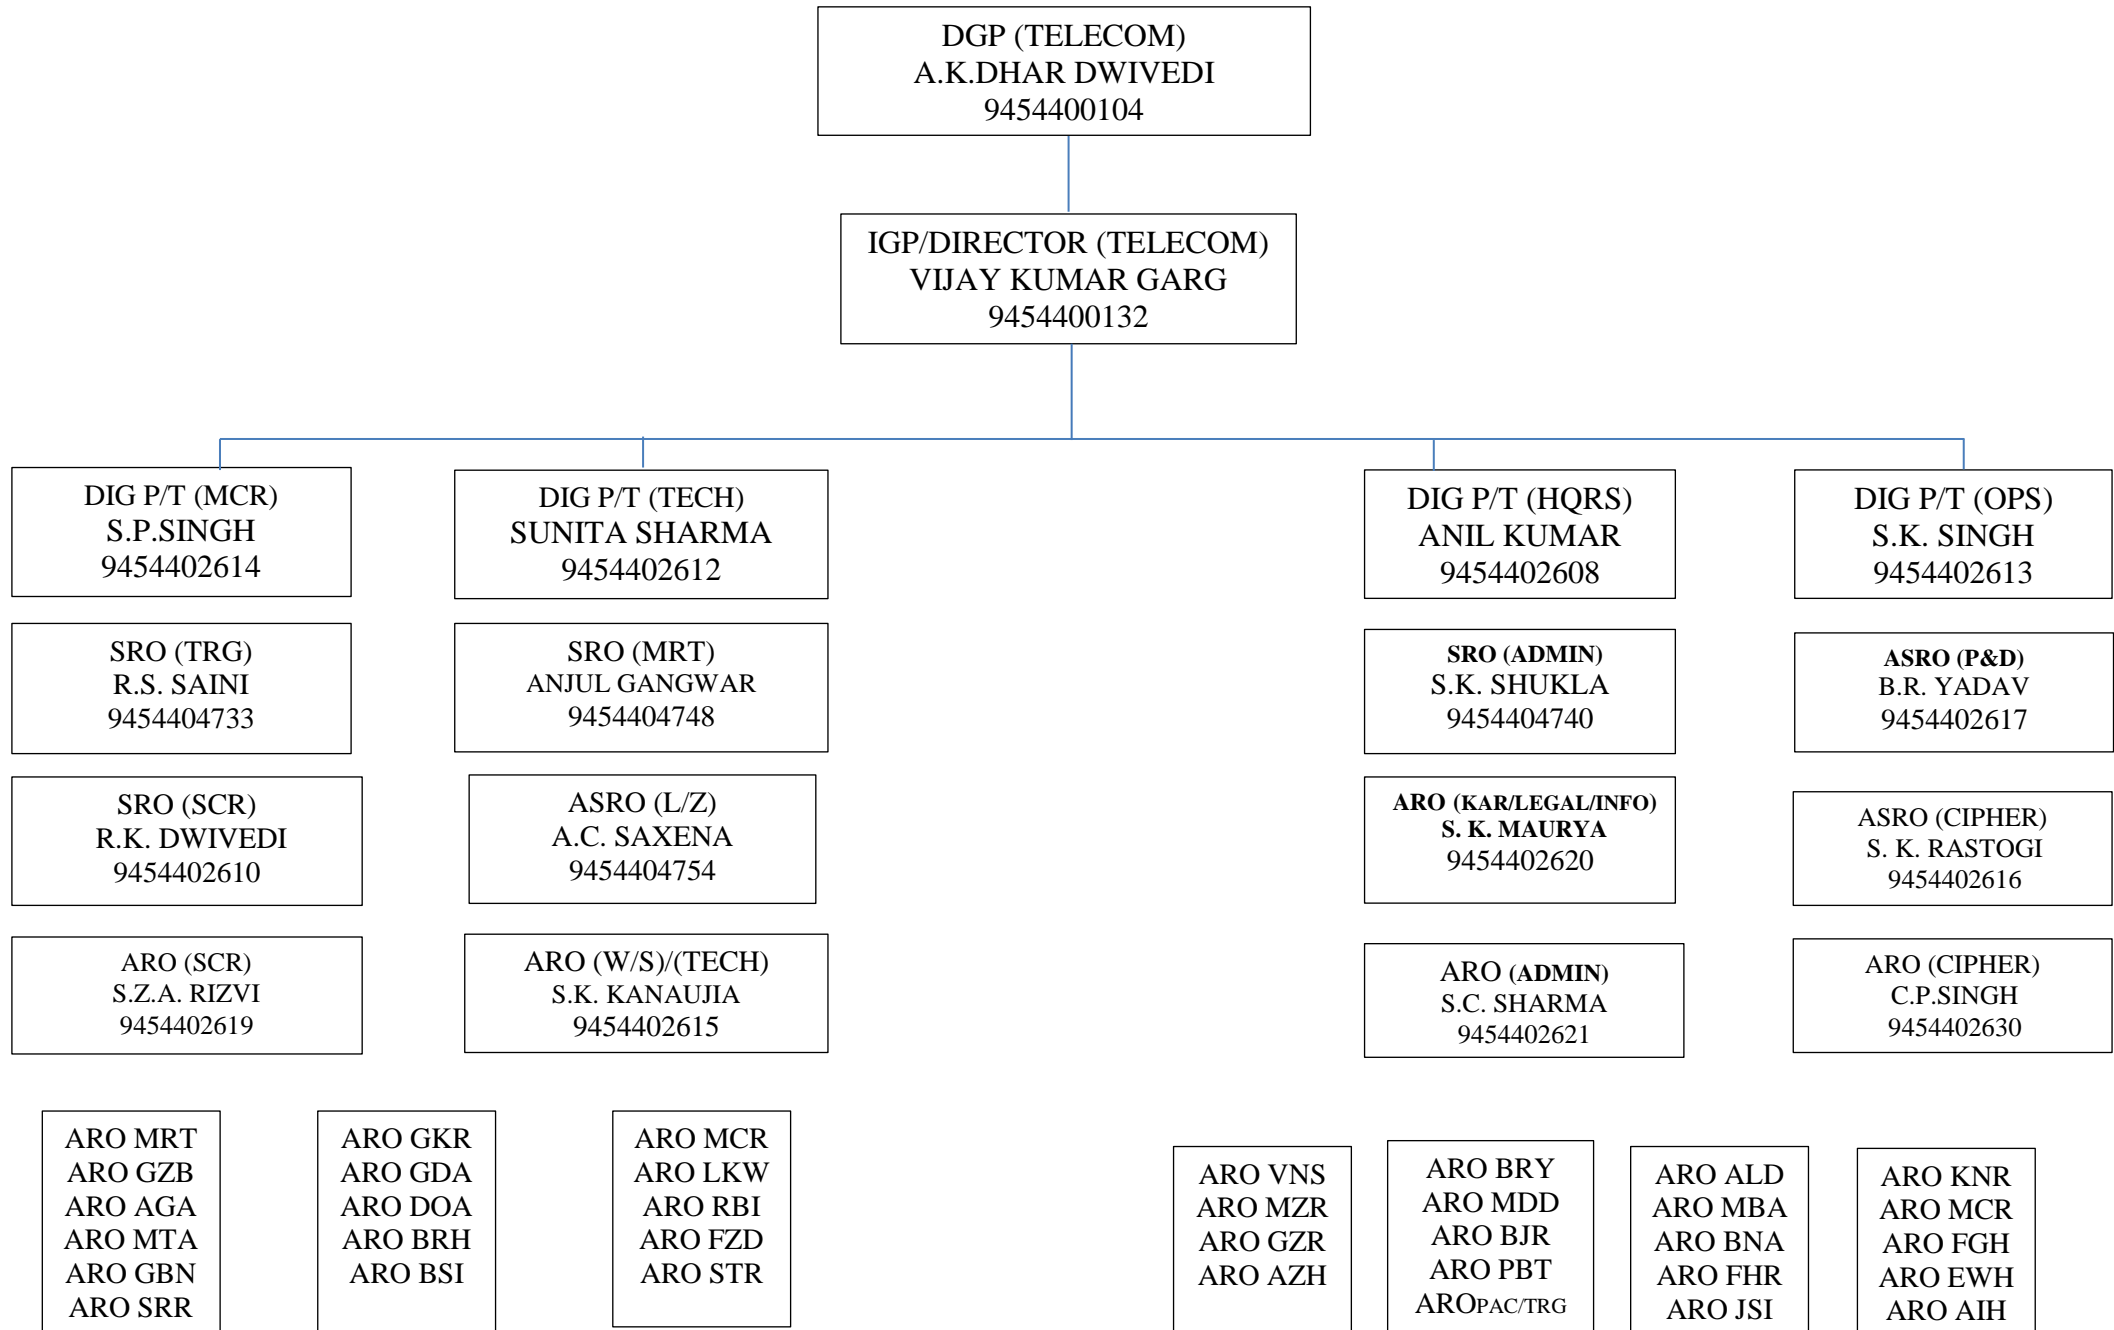 DGP (TELECOM)
A.K.DHAR DWIVEDI
9454400104
IGP/DIRECTOR (TELECOM)
VIJAY KUMAR GARG
9454400132
DIG P/T (MCR)
S.P.SINGH
9454402614
DIG P/T (TECH)
SUNITA SHARMA
9454402612
DIG P/T (HQRS)
ANIL KUMAR
9454402608
DIG P/T (OPS)
S.K. SINGH
9454402613
SRO (TRG)
R.S. SAINI
9454404733
SRO (MRT)
ANJUL GANGWAR
9454404748
SRO (ADMIN)
S.K. SHUKLA
9454404740
ASRO (P&D)
B.R. YADAV
9454402617
SRO (SCR)
R.K. DWIVEDI
9454402610
ASRO (L/Z)
A.C. SAXENA
9454404754
ARO (KAR/LEGAL/INFO)
S. K. MAURYA
9454402620
ASRO (CIPHER)
S. K. RASTOGI
9454402616
ARO (SCR)
S.Z.A. RIZVI
9454402619
ARO (W/S)/(TECH)
S.K. KANAUJIA
9454402615
ARO (ADMIN)
S.C. SHARMA
9454402621
ARO (CIPHER)
C.P.SINGH
9454402630
ARO MRT
ARO GZB
ARO AGA
ARO MTA
ARO GBN
ARO SRR
ARO GKR
ARO GDA
ARO DOA
ARO BRH
ARO BSI
ARO MCR
ARO LKW
ARO RBI
ARO FZD
ARO STR
ARO VNS
ARO MZR
ARO GZR
ARO AZH
ARO BRY
ARO MDD
ARO BJR
ARO PBT
AROPAC/TRG
ARO ALD
ARO MBA
ARO BNA
ARO FHR
ARO JSI
ARO KNR
ARO MCR
ARO FGH
ARO EWH
ARO AIH